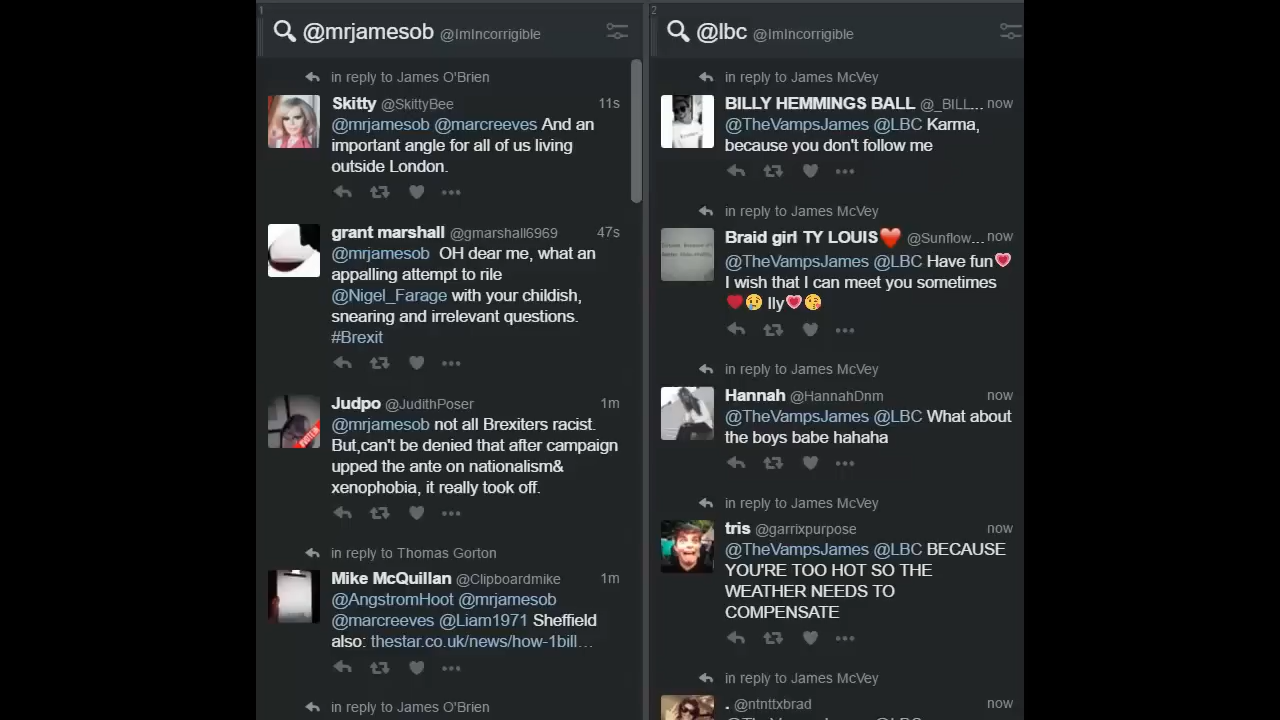 1
@mrjamesob @ImIncorrigible
in reply to James O'Brien
Skitty @SkittyBee 11s
@mrjamesob @marcreeves And an
important angle for all of us living
outside London.
grant marshall @gmarshall6969 47s
@mrjamesob OH dear me, what an
appalling attempt to rile
@Nigel_Farage with your childish,
snearing and irrelevant questions.
#Brexit
Judpo @JudithPoser 1m
@mrjamesob not all Brexiters racist.
But,can't be denied that after campaign
upped the ante on nationalism&
xenophobia, it really took off.
in reply to Thomas Gorton
Mike McQuillan @Clipboardmike 1m
@AngstromHoot @mrjamesob
@marcreeves @Liam1971 Sheffield
also: thestar.co.uk/news/how-1bill…
in reply to James O'Brien
2
@lbc @ImIncorrigible
in reply to James McVey
BILLY HEMMINGS BALL @_BILL... now
@TheVampsJames @LBC Karma,
because you don't follow me
in reply to James McVey
Braid girl TY LOUIS❤️ @Sunflow... now
@TheVampsJames @LBC Have fun💗
I wish that I can meet you sometimes
❤️😢 Ily💗😘
in reply to James McVey
Hannah @HannahDnm now
@TheVampsJames @LBC What about
the boys babe hahaha
in reply to James McVey
tris @garrixpurpose now
@TheVampsJames @LBC BECAUSE
YOU'RE TOO HOT SO THE
WEATHER NEEDS TO
COMPENSATE
in reply to James McVey
. @ntnttxbrad now
@TheVampsJames @LBC